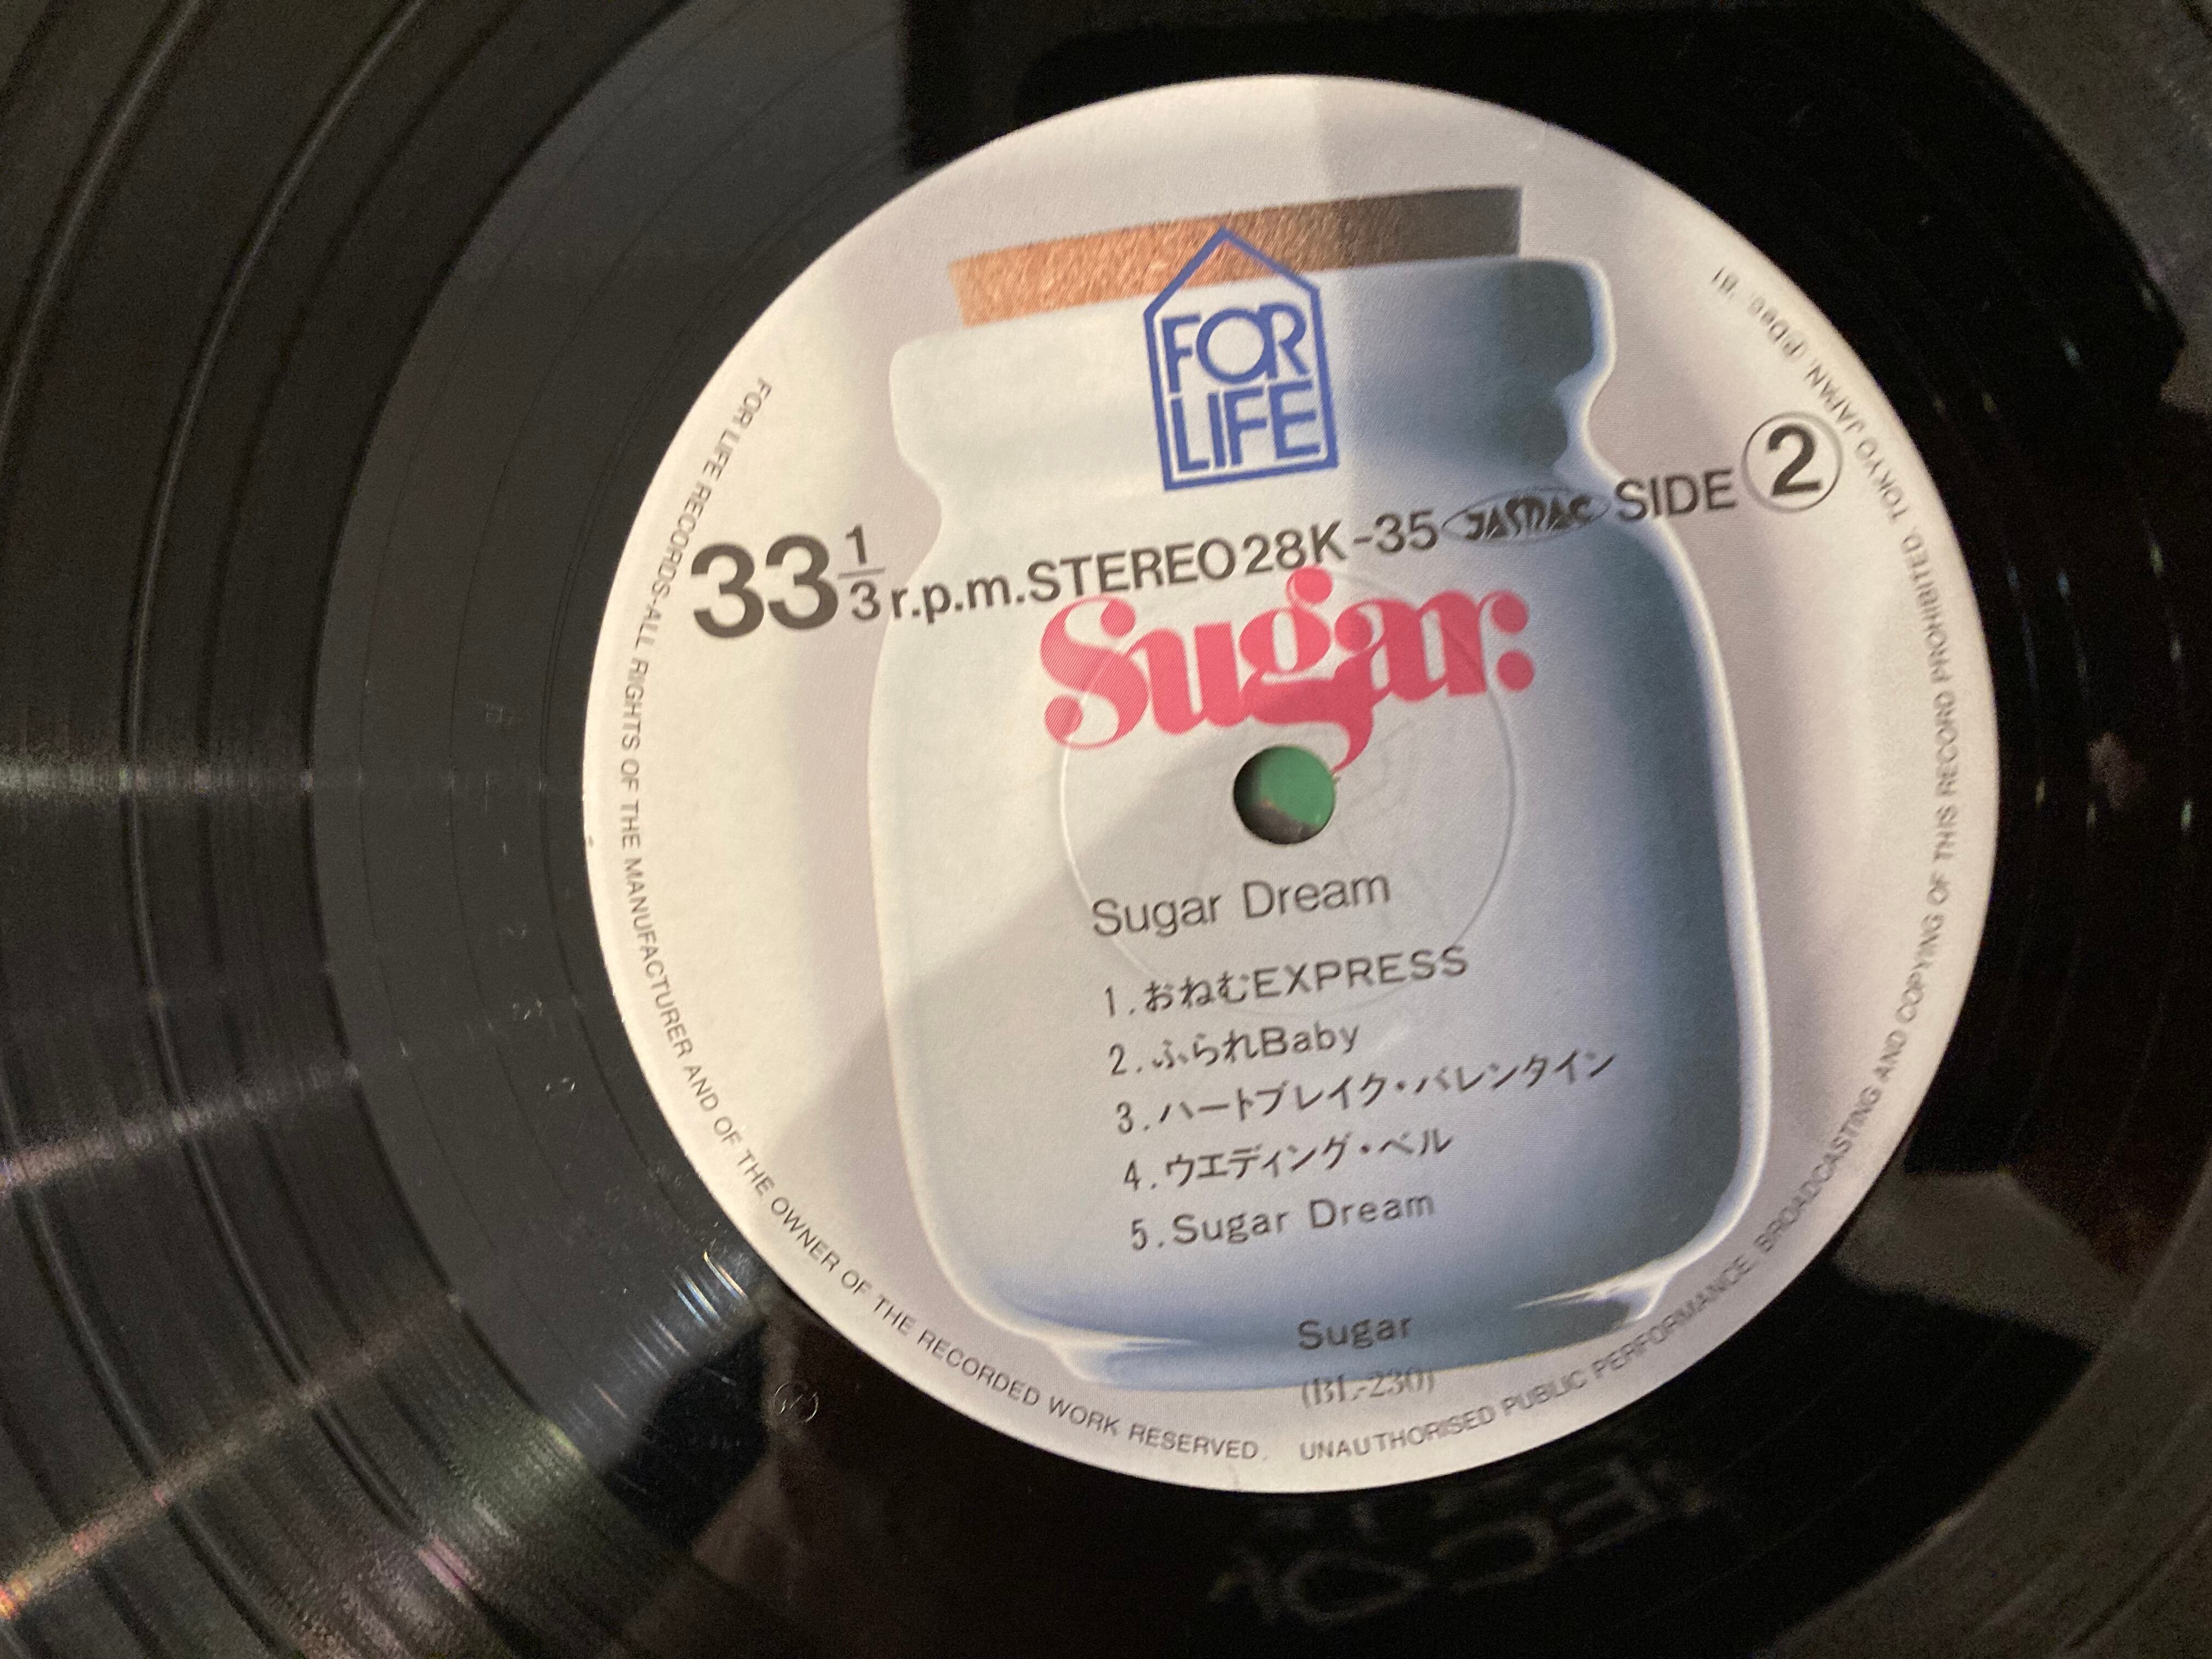 FOR
LIFE
33 1/3 r.p.m. STEREO 28K-35 JASRAC SIDE 2
Sugar:
Sugar Dream
1.おねむEXPRESS
2.ふられBaby
3.ハートブレイク・バレンタイン
4.ウエディング・ベル
5.Sugar Dream
Sugar
(BL-230)
FOR LIFE RECORDS-ALL RIGHTS OF THE MANUFACTURER AND OF THE OWNER OF THE RECORDED WORK RESERVED. UNAUTHORISED PUBLIC PERFORMANCE, BROADCASTING AND COPYING OF THIS RECORD PROHIBITED. TOKYO JAPAN. ⓅDec. '81